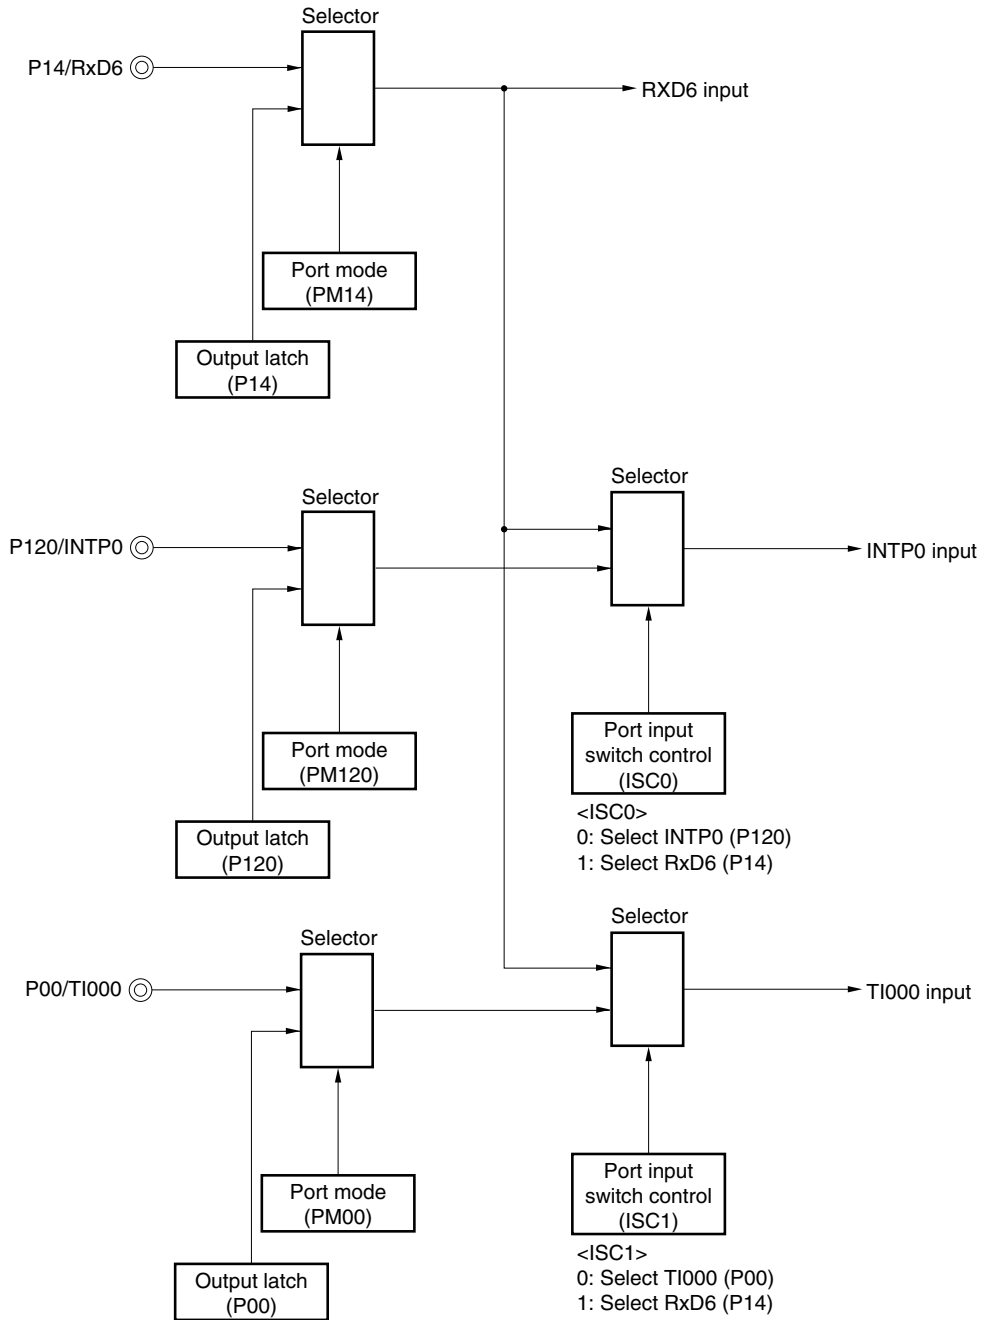 Selector
P14/RxD6
RXD6 input
Port mode
(PM14)
Output latch
(P14)
Selector
Selector
P120/INTP0
INTP0 input
Port mode
(PM120)
Port input
switch control
(ISC0)
<ISC0>
0: Select INTP0 (P120)
1: Select RxD6 (P14)
Output latch
(P120)
Selector
Selector
P00/TI000
TI000 input
Port mode
(PM00)
Port input
switch control
(ISC1)
<ISC1>
0: Select TI000 (P00)
1: Select RxD6 (P14)
Output latch
(P00)